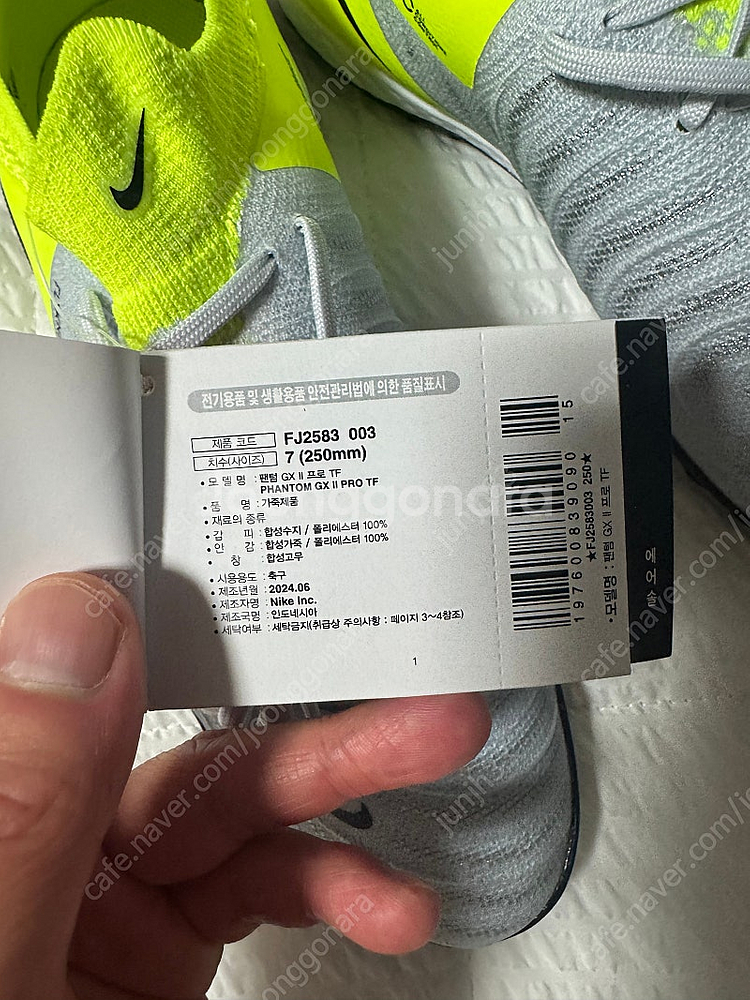 전기용품 및 생활용품 안전관리법에 의한 품질표시
제품 코드 FJ2583 003
치수(사이즈) 7 (250mm)
• 모 델 명 : 팬텀 GX II 프로 TF
PHANTOM GX II PRO TF
• 품 명 : 가죽제품
• 재료의 종류
• 겉 피 : 합성수지 / 폴리에스터 100%
• 안 감 : 합성가죽 / 폴리에스터 100%
• 창 : 합성고무
• 사용용도 : 축구
• 제조년월 : 2024.06
• 제조자명 : Nike Inc.
• 제조국명 : 인도네시아
• 세탁여부 : 세탁금지(취급상 주의사항 : 페이지 3~4참조)
1
15
197600839090
★FJ2583003 250★
• 모델명 : 팬텀 GX II 프로 TF
에어솔
joonggonara
cafe.naver.com/joonggonara